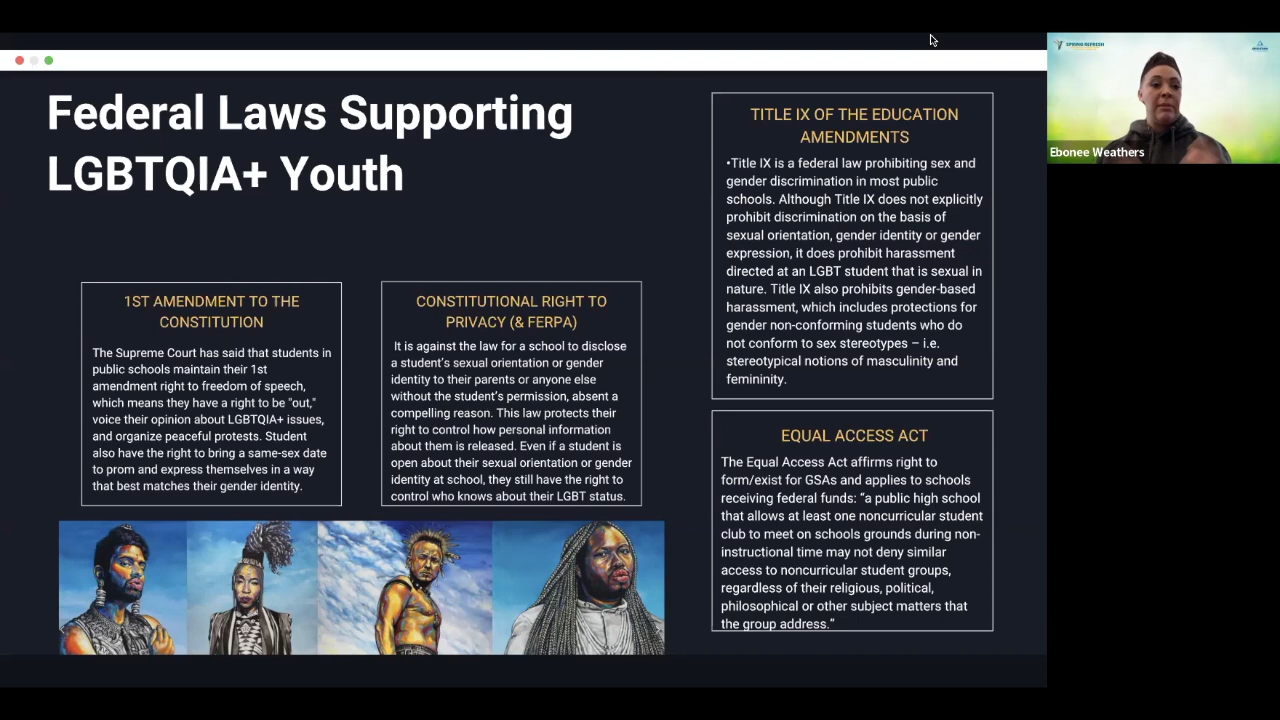 Federal Laws Supporting
LGBTQIA+ Youth
1ST AMENDMENT TO THE
CONSTITUTION
The Supreme Court has said that students in
public schools maintain their 1st
amendment right to freedom of speech,
which means they have a right to be "out,"
voice their opinion about LGBTQIA+ issues,
and organize peaceful protests. Student
also have the right to bring a same-sex date
to prom and express themselves in a way
that best matches their gender identity.
CONSTITUTIONAL RIGHT TO
PRIVACY (& FERPA)
It is against the law for a school to disclose
a student's sexual orientation or gender
identity to their parents or anyone else
without the student's permission, absent a
compelling reason. This law protects their
right to control how personal information
about them is released. Even if a student is
open about their sexual orientation or gender
identity at school, they still have the right to
control who knows about their LGBT status.
TITLE IX OF THE EDUCATION
AMENDMENTS
•Title IX is a federal law prohibiting sex and
gender discrimination in most public
schools. Although Title IX does not explicitly
prohibit discrimination on the basis of
sexual orientation, gender identity or gender
expression, it does prohibit harassment
directed at an LGBT student that is sexual in
nature. Title IX also prohibits gender-based
harassment, which includes protections for
gender non-conforming students who do
not conform to sex stereotypes – i.e.
stereotypical notions of masculinity and
femininity.
EQUAL ACCESS ACT
The Equal Access Act affirms right to
form/exist for GSAs and applies to schools
receiving federal funds: “a public high school
that allows at least one noncurricular student
club to meet on schools grounds during non-
instructional time may not deny similar
access to noncurricular student groups,
regardless of their religious, political,
philosophical or other subject matters that
the group address.”
SPRING REFRESH
Ebonee Weathers